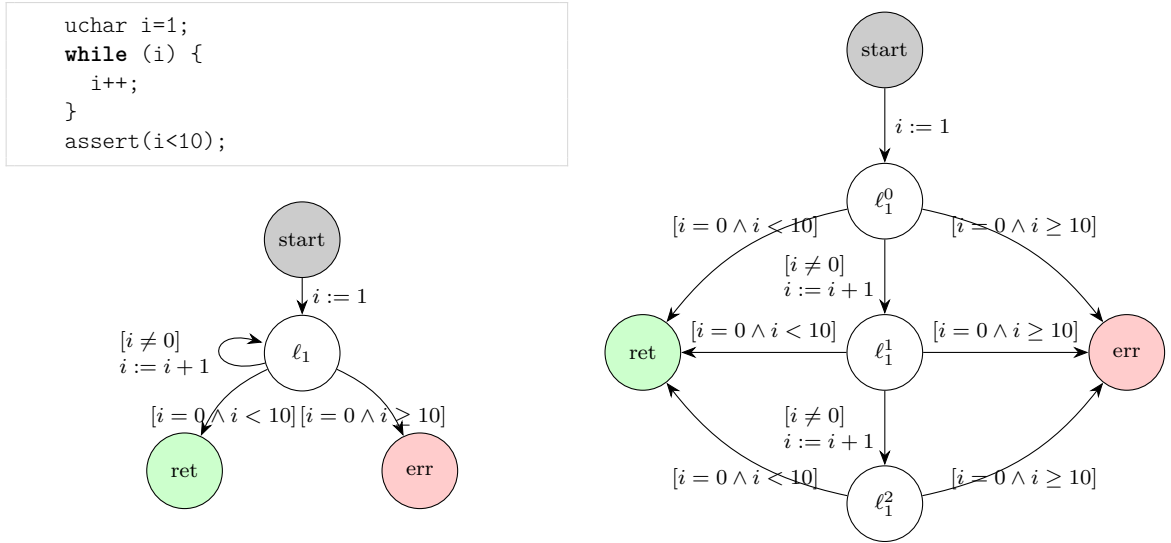 uchar i=1;
while (i) {
i++;
}
assert(i<10);
start
i := 1
[i ≠ 0]
i := i + 1
ℓ₁
[i = 0 ∧ i < 10]
[i = 0 ∧ i ≥ 10]
ret
err
start
i := 1
ℓ₁⁰
[i = 0 ∧ i < 10]
[i = 0 ∧ i ≥ 10]
[i ≠ 0]
i := i + 1
ret
[i = 0 ∧ i < 10]
ℓ₁¹
[i = 0 ∧ i ≥ 10]
err
[i ≠ 0]
i := i + 1
[i = 0 ∧ i < 10]
[i = 0 ∧ i ≥ 10]
ℓ₁²